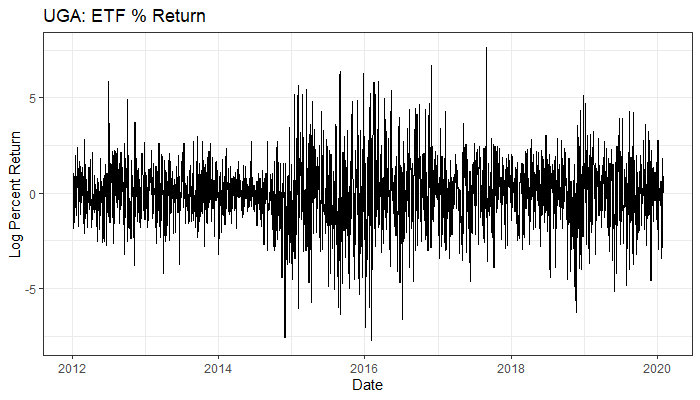 UGA: ETF % Return
Log Percent Return
5
0
-5
2012 2014 2016 2018 2020
Date